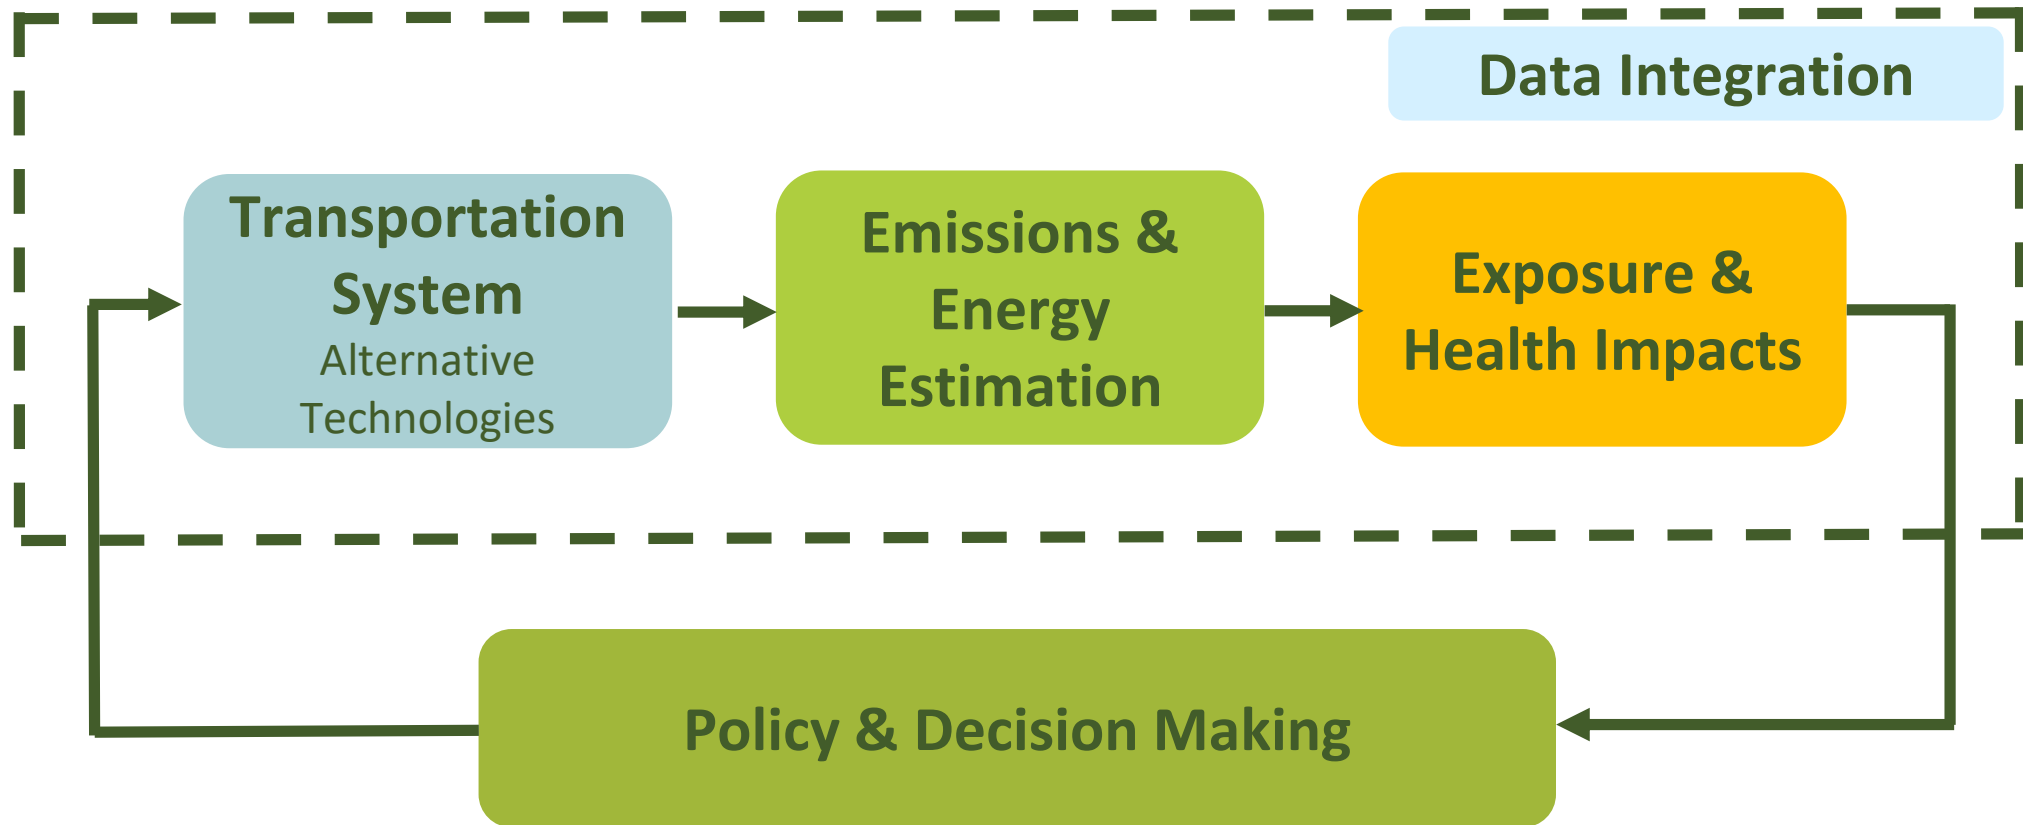 Data Integration
Transportation
System
Alternative
Technologies
Emissions &
Energy
Estimation
Exposure &
Health Impacts
Policy & Decision Making